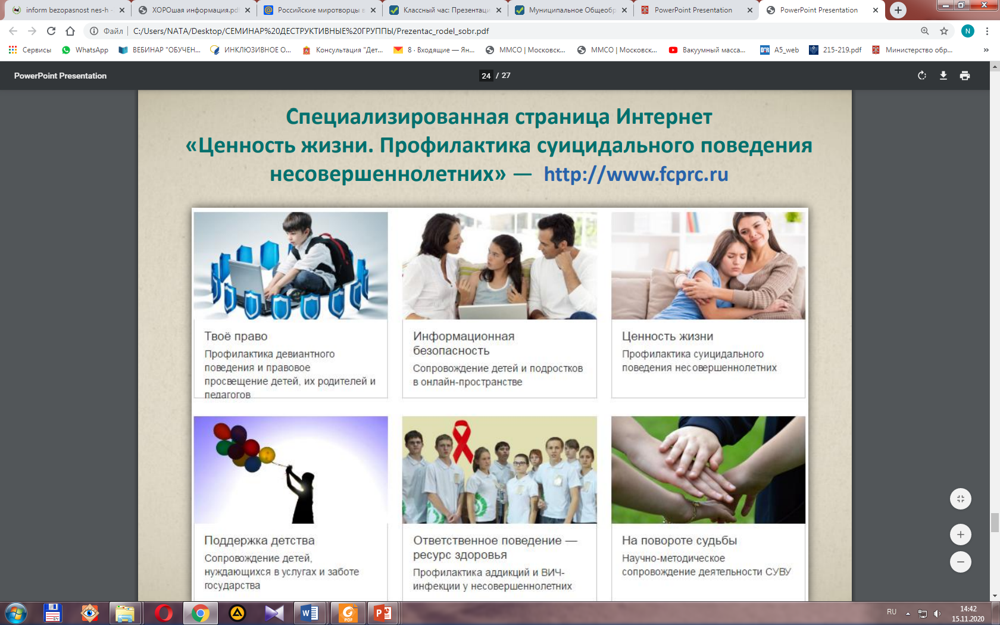 inform bezopasnost nes-h -
ХОРОшая информация.pdf
Российские миротворцы в
Классный час: Презентаци
Муниципальное Общеобр
PowerPoint Presentation
PowerPoint Presentation
Файл
C:/Users/NATA/Desktop/СЕМИНАР%20ДЕСТРУКТИВНЫЕ%20ГРУППЫ/Prezentac_rodel_sobr.pdf
N
Сервисы
WhatsApp
ВЕБИНАР "ОБУЧЕН...
ИНКЛЮЗИВНОЕ О...
Консультация "Дет...
8 · Входящие — Ян...
ММСО | Московск...
ММСО | Московск...
Вакуумный масса...
A5_web
215-219.pdf
Министерство обр...
»
PowerPoint Presentation
24 / 27
Специализированная страница Интернет
«Ценность жизни. Профилактика суицидального поведения
несовершеннолетних» — http://www.fcprc.ru
Твоё право
Профилактика девиантного
поведения и правовое
просвещение детей, их родителей и
педагогов
Информационная
безопасность
Сопровождение детей и подростков
в онлайн-пространстве
Ценность жизни
Профилактика суицидального
поведения несовершеннолетних
Поддержка детства
Сопровождение детей,
нуждающихся в услугах и заботе
государства
Ответственное поведение —
ресурс здоровья
Профилактика аддикций и ВИЧ-
инфекции у несовершеннолетних
На повороте судьбы
Научно-методическое
сопровождение деятельности СУВУ
64
PDF
RU
14:42
15.11.2020